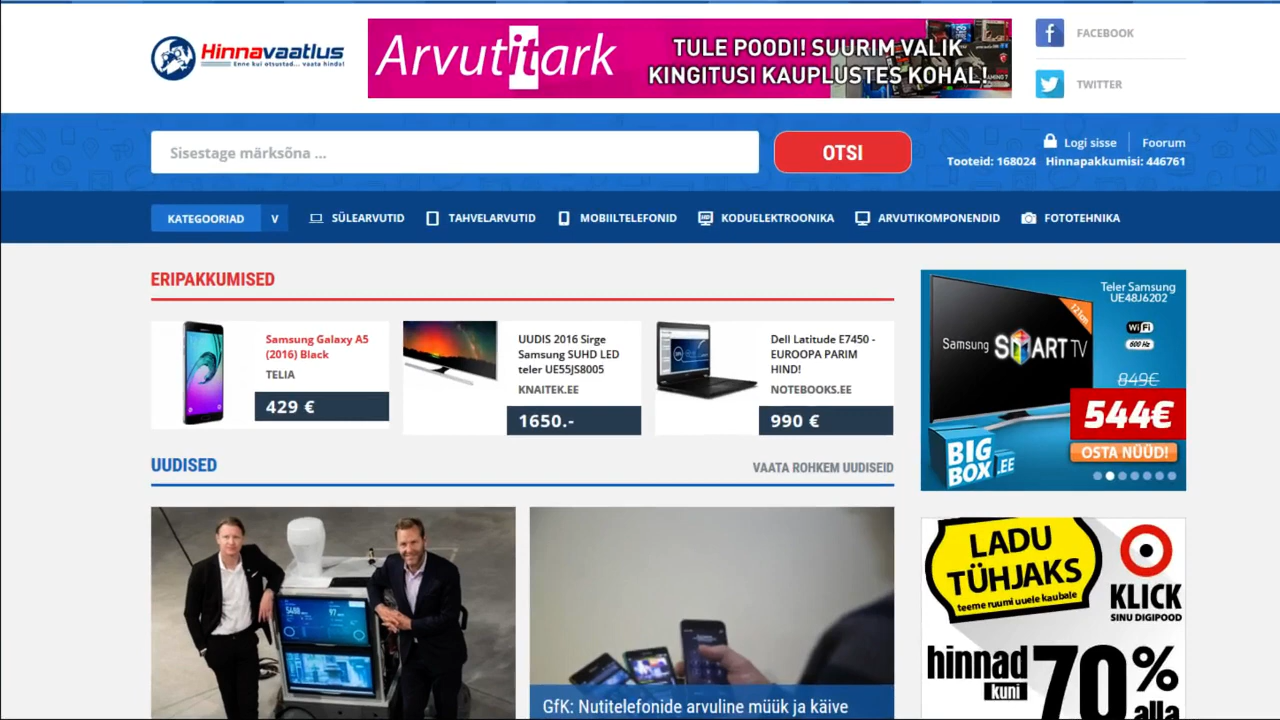 Hinnavaatlus
Enne kui otsustad... vaata hinda!
Arvutitark
TULE POODI! SUURIM VALIK
KINGITUSI KAUPLUSTES KOHAL!
FACEBOOK
TWITTER
Sisestage märksõna ...
OTSI
Logi sisse
Foorum
Tooteid: 168024 Hinnapakkumisi: 446761
KATEGOORIAD V
SÜLEARVUTID
TAHVELARVUTID
MOBIILTELEFONID
KODUELEKTROONIKA
ARVUTIKOMPONENDID
FOTOTEHNIKA
ERIPAKKUMISED
Samsung Galaxy A5
(2016) Black
TELIA
429 €
UUDIS 2016 Sirge
Samsung SUHD LED
teler UE55JS8005
KNAITEK.EE
1650.-
Dell Latitude E7450 -
EUROOPA PARIM
HIND!
NOTEBOOKS.EE
990 €
Teler Samsung
UE48J6202
121cm
WiFi
600 Hz
Samsung SMART TV
849€
544€
OSTA NÜÜD!
BIG
BOX.EE
UUDISED
VAATA ROHKEM UUDISEID
GfK: Nutitelefonide arvuline müük ja käive
LADU
TÜHJAKS
teeme ruumi uuele kaubale
KLICK
SINU DIGIPOOD
hinnad
kuni
70%
alla